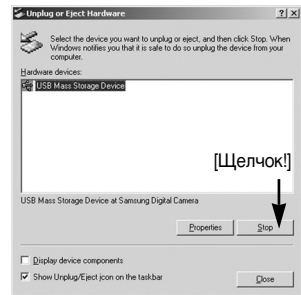 Unplug or Eject Hardware
Select the device you want to unplug or eject, and then click Stop. When
Windows notifies you that it is safe to do so unplug the device from your
computer.
Hardware devices:
USB Mass Storage Device
[Щелчок!]
USB Mass Storage Device at Samsung Digital Camera
Properties
Stop
Display device components
Show Unplug/Eject icon on the taskbar
Close